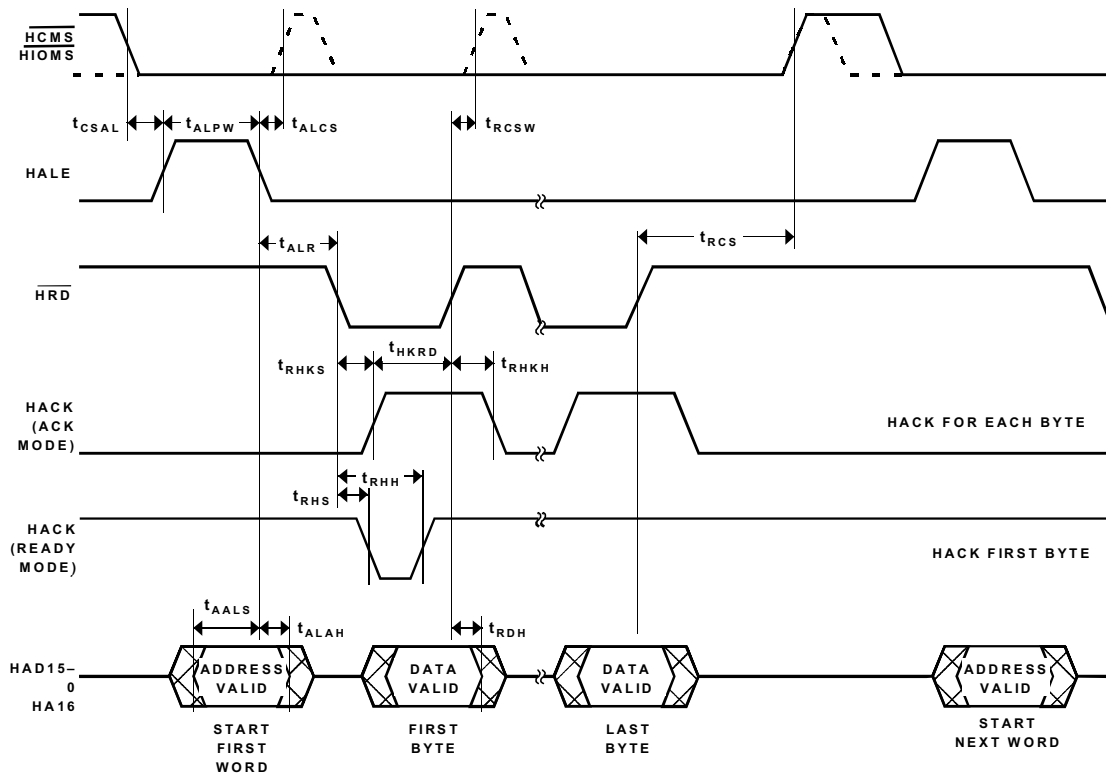 HCMS
HIOMS
tCSAL
tALPW
tALCS
tRCSW
HALE
tALR
tRCS
HRD
tRHKS
tHKRD
tRHKH
HACK
(ACK
MODE)
HACK FOR EACH BYTE
tRHH
tRHS
HACK
(READY
MODE)
HACK FIRST BYTE
tAALS
tALAH
tRDH
HAD15–
0
HA16
ADDRESS
VALID
DATA
VALID
DATA
VALID
ADDRESS
VALID
START
FIRST
WORD
FIRST
BYTE
LAST
BYTE
START
NEXT WORD